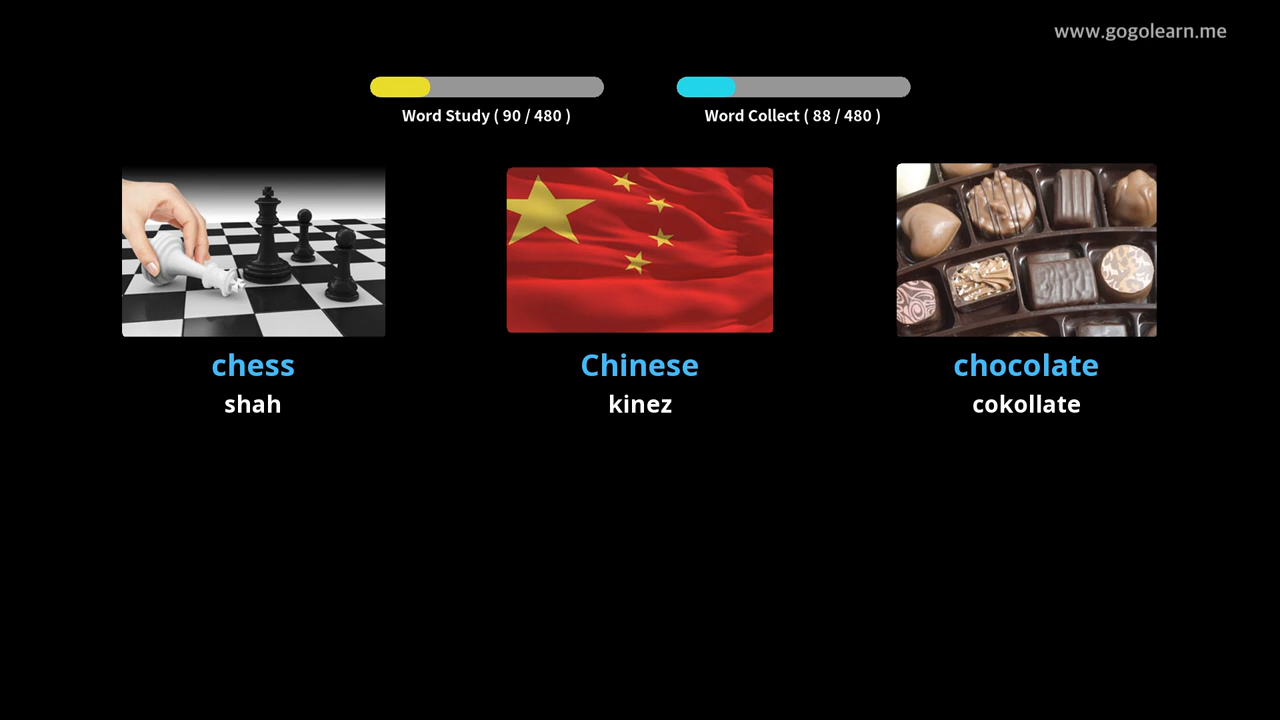 www.gogolearn.me
Word Study ( 90 / 480 )
Word Collect ( 88 / 480 )
chess
shah
Chinese
kinez
chocolate
cokollate